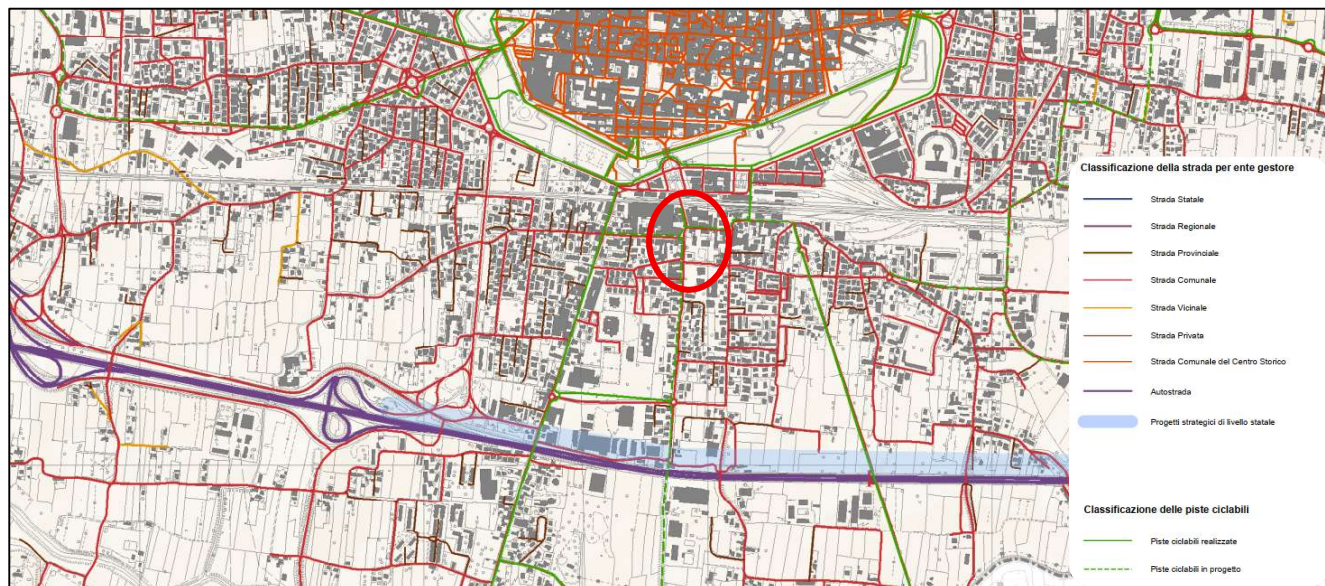 Classificazione della strada per ente gestore
Strada Statale
Strada Regionale
Strada Provinciale
Strada Comunale
Strada Vicinale
Strada Privata
Strada Comunale del Centro Storico
Autostrada
Progetti strategici di livello statale
Classificazione delle piste ciclabili
Piste ciclabili realizzate
Piste ciclabili in progetto